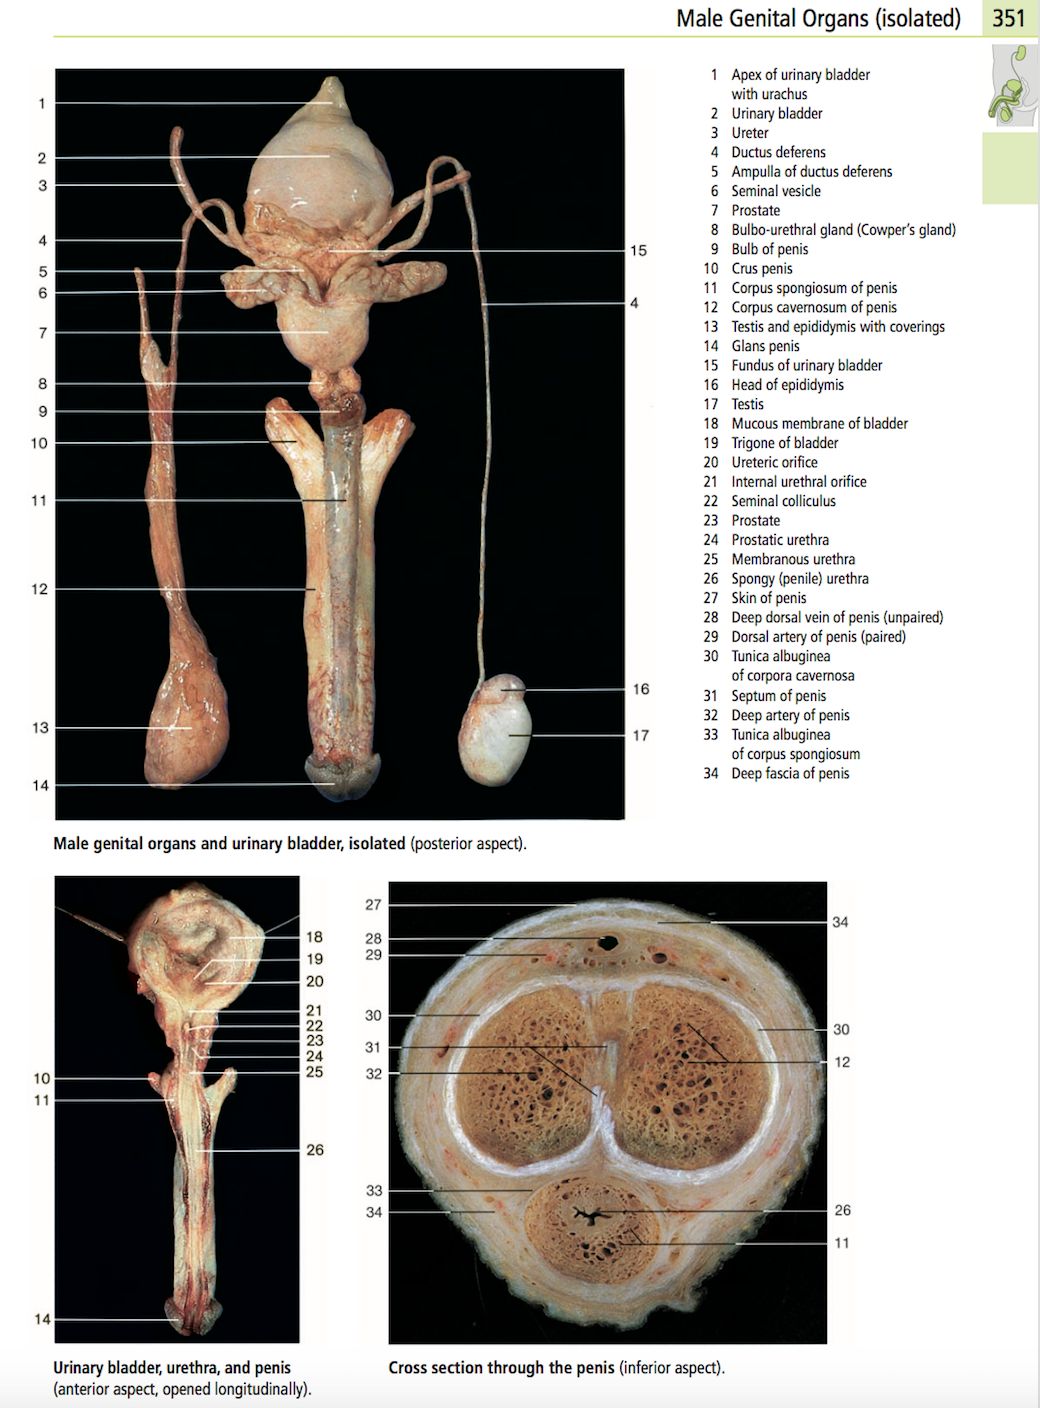 Male Genital Organs (isolated) 351
1 Apex of urinary bladder
with urachus
2 Urinary bladder
3 Ureter
4 Ductus deferens
5 Ampulla of ductus deferens
6 Seminal vesicle
7 Prostate
8 Bulbo-urethral gland (Cowper's gland)
9 Bulb of penis
10 Crus penis
11 Corpus spongiosum of penis
12 Corpus cavernosum of penis
13 Testis and epididymis with coverings
14 Glans penis
15 Fundus of urinary bladder
16 Head of epididymis
17 Testis
18 Mucous membrane of bladder
19 Trigone of bladder
20 Ureteric orifice
21 Internal urethral orifice
22 Seminal colliculus
23 Prostate
24 Prostatic urethra
25 Membranous urethra
26 Spongy (penile) urethra
27 Skin of penis
28 Deep dorsal vein of penis (unpaired)
29 Dorsal artery of penis (paired)
30 Tunica albuginea
of corpora cavernosa
31 Septum of penis
32 Deep artery of penis
33 Tunica albuginea
of corpus spongiosum
34 Deep fascia of penis
1
2
3
4
5
6
7
8
9
10
11
12
13
14
15
4
16
17
Male genital organs and urinary bladder, isolated (posterior aspect).
18
19
20
21
22
23
24
25
10
11
26
14
Urinary bladder, urethra, and penis
(anterior aspect, opened longitudinally).
27
28
29
30
31
32
33
34
34
30
12
26
11
Cross section through the penis (inferior aspect).